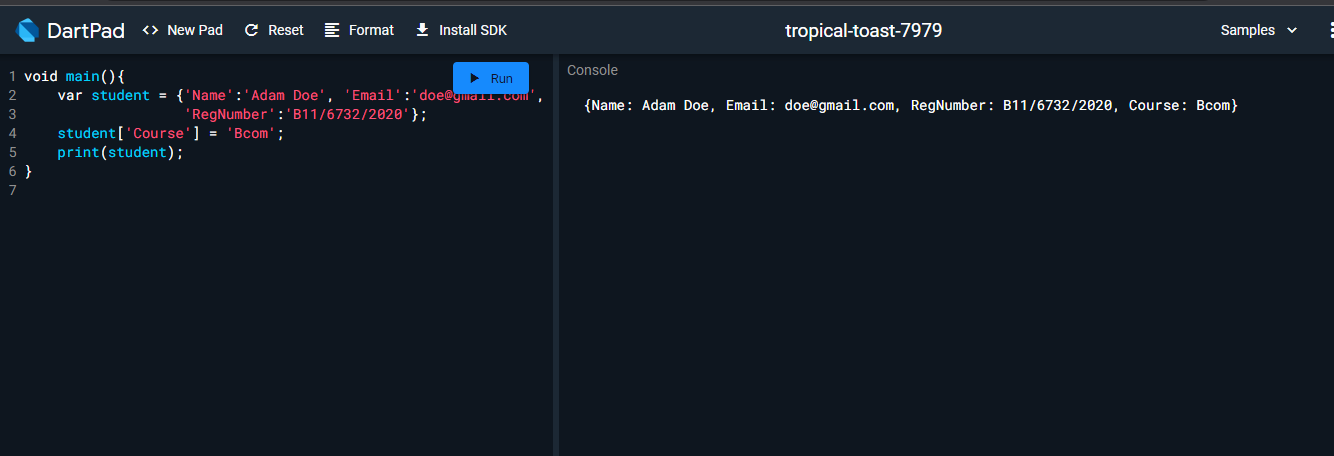 DartPad <> New Pad Reset Format Install SDK tropical-toast-7979 Samples
Run
Console
1 void main(){
2 var student = {'Name':'Adam Doe', 'Email':'doe@gmail.com',
3 'RegNumber':'B11/6732/2020'};
4 student['Course'] = 'Bcom';
5 print(student);
6 }
7
{Name: Adam Doe, Email: doe@gmail.com, RegNumber: B11/6732/2020, Course: Bcom}